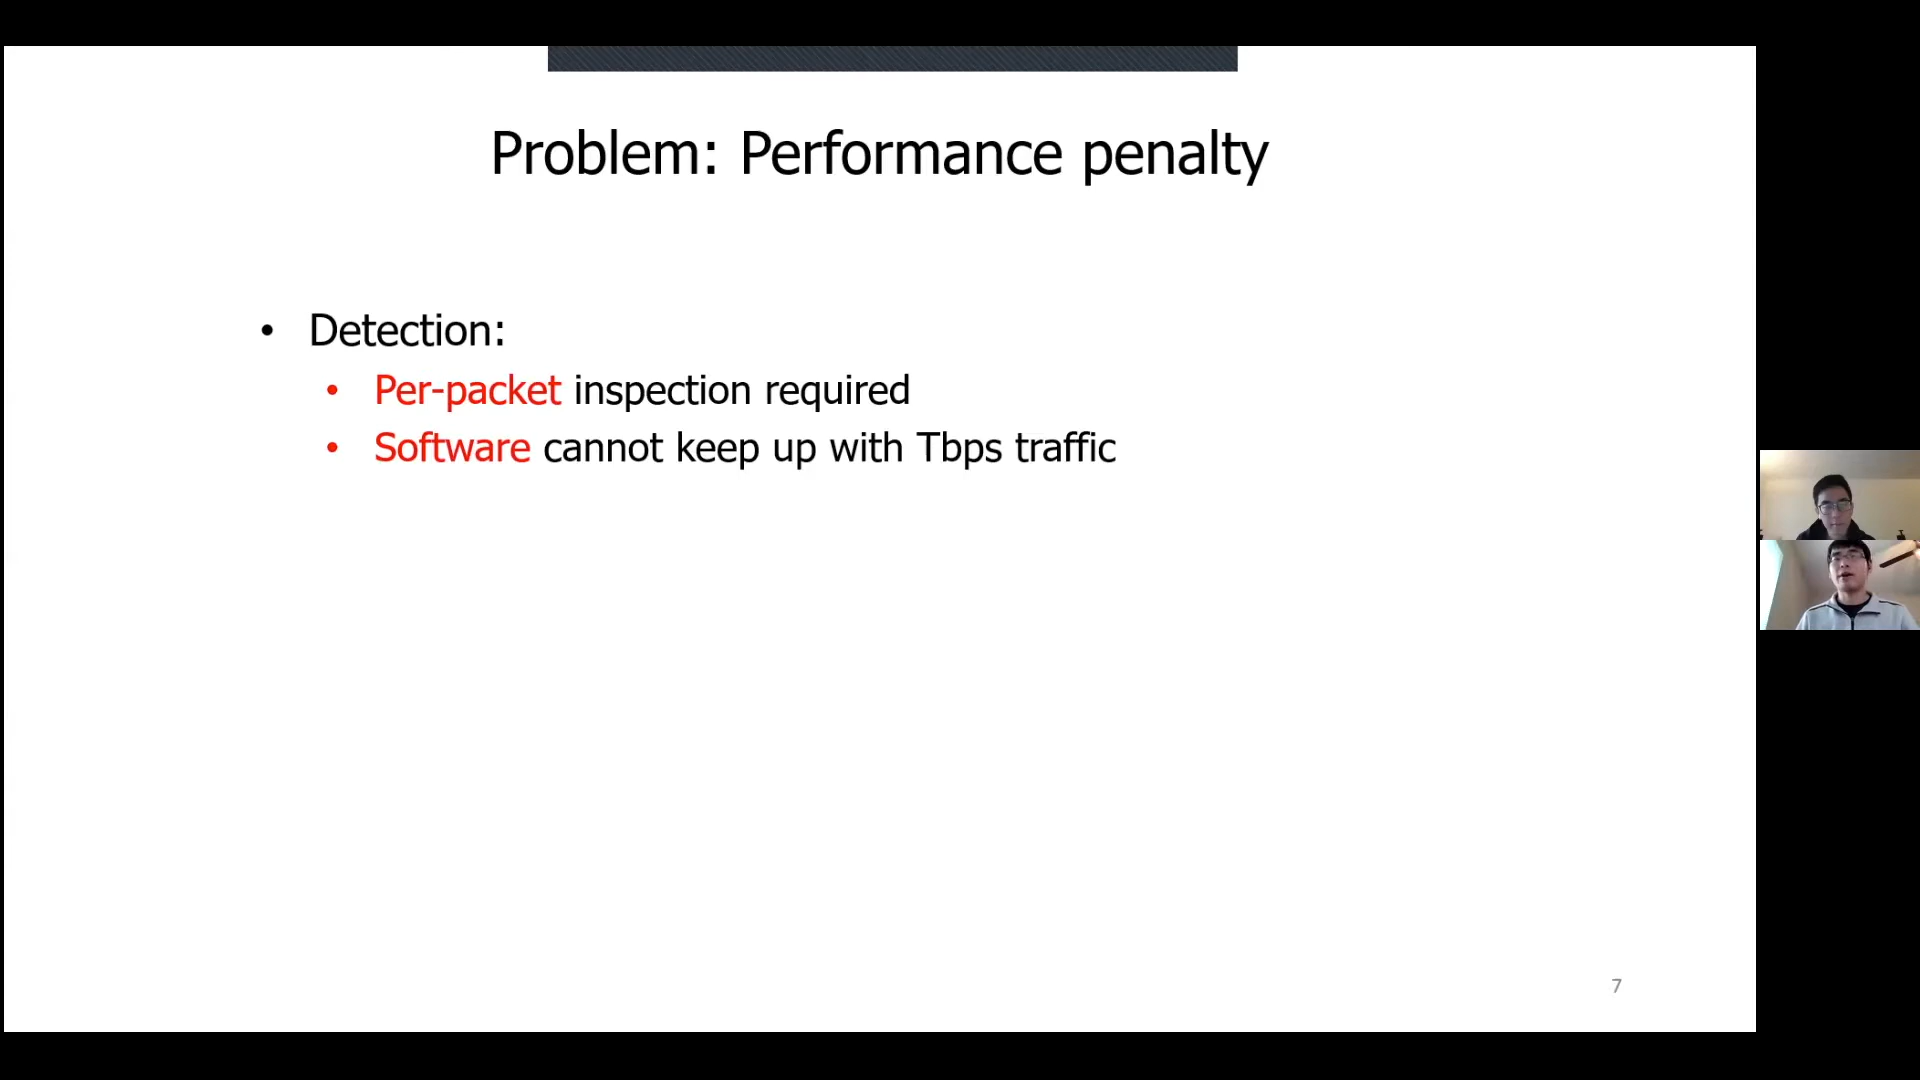 Problem: Performance penalty
• Detection:
• Per-packet inspection required
• Software cannot keep up with Tbps traffic
7